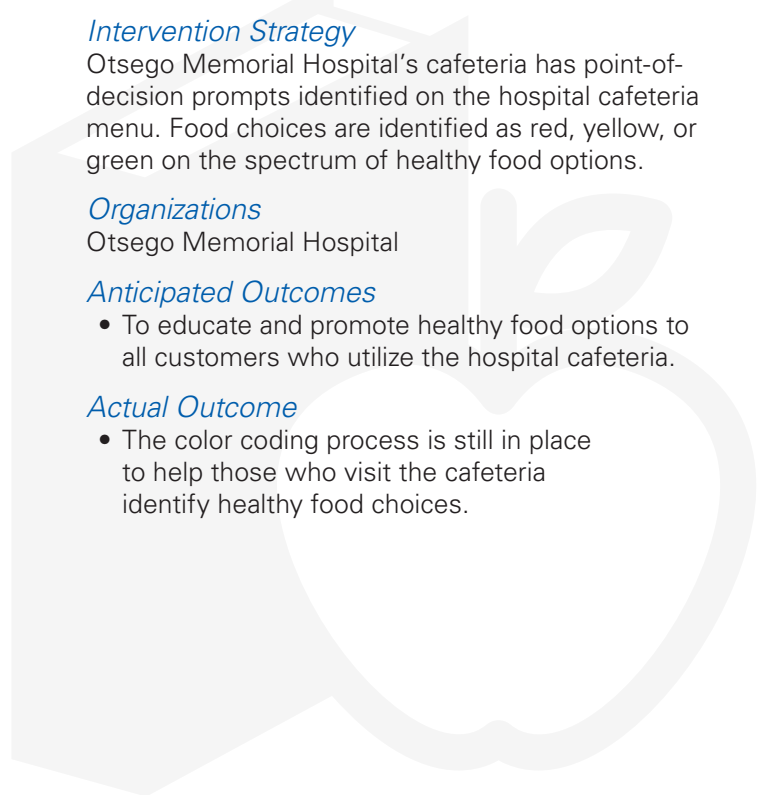 Intervention Strategy
Otsego Memorial Hospital’s cafeteria has point-of-
decision prompts identified on the hospital cafeteria
menu. Food choices are identified as red, yellow, or
green on the spectrum of healthy food options.
Organizations
Otsego Memorial Hospital
Anticipated Outcomes
• To educate and promote healthy food options to
all customers who utilize the hospital cafeteria.
Actual Outcome
• The color coding process is still in place
to help those who visit the cafeteria
identify healthy food choices.